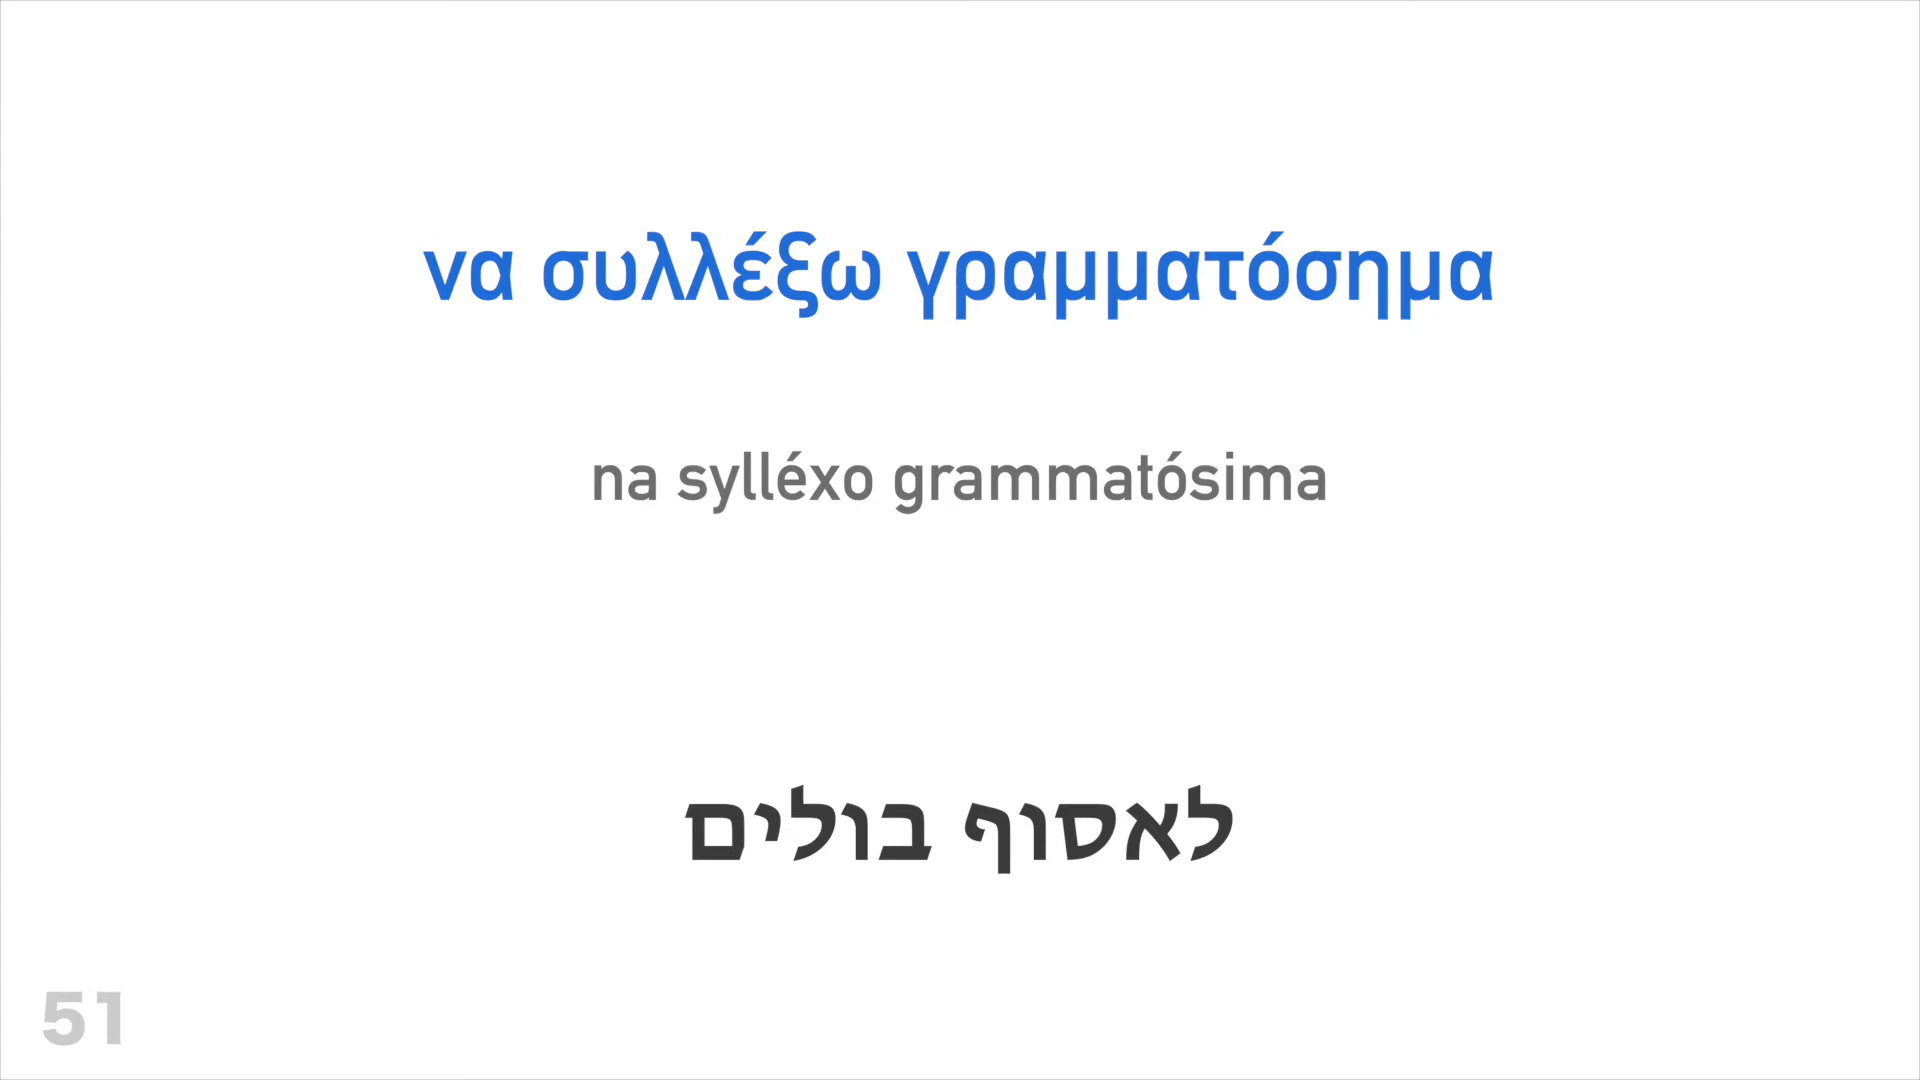 να συλλέξω γραμματόσημα
na sylléxo grammatósima
לאסוף בולים
51